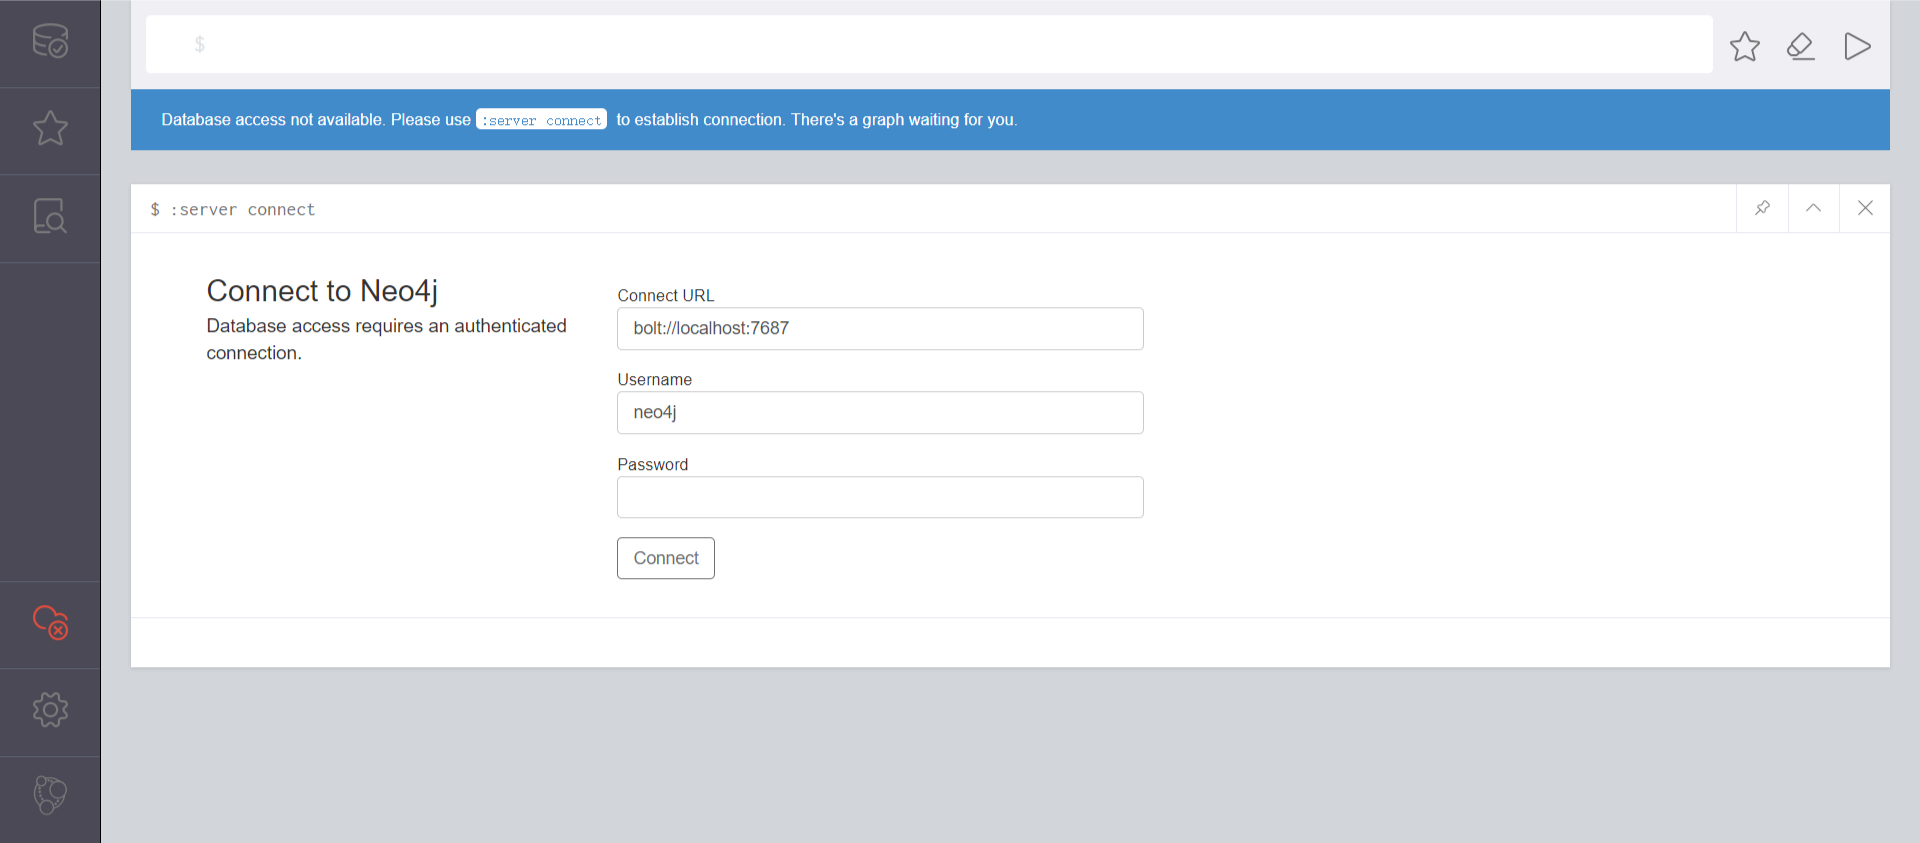 $
Database access not available. Please use :server connect to establish connection. There's a graph waiting for you.
$ :server connect
Connect to Neo4j
Database access requires an authenticated
connection.
Connect URL
bolt://localhost:7687
Username
neo4j
Password
Connect